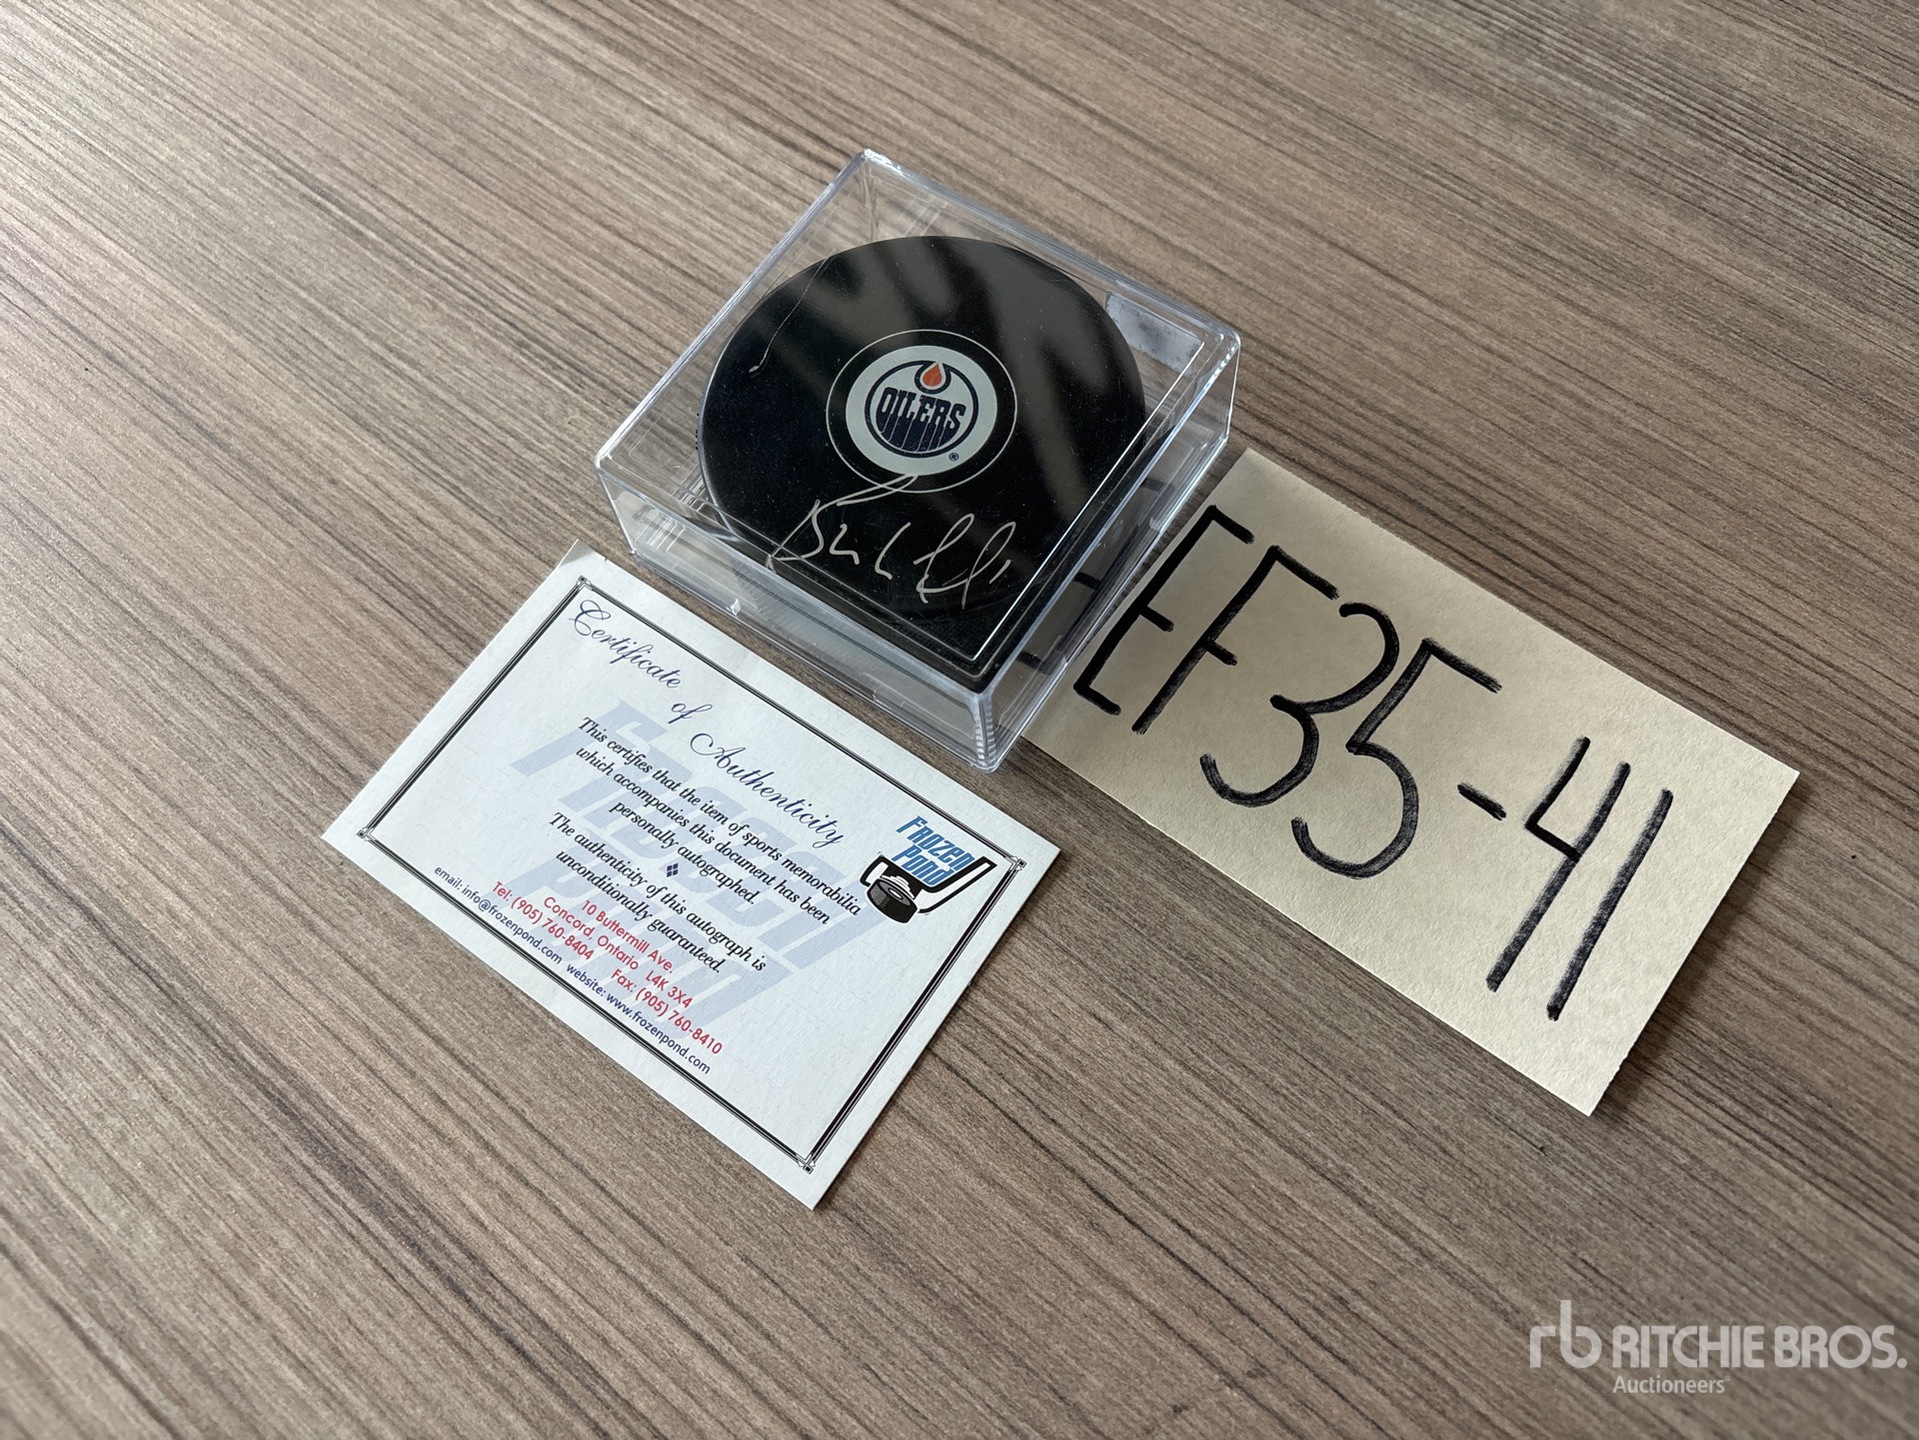 OILERS
®
EF35-41
Certificate of Authenticity
This certifies that the item of sports memorabilia
which accompanies this document has been
personally autographed.
The authenticity of this autograph is
unconditionally guaranteed.
Frozen
Pond
10 Buttermill Ave.
Concord, Ontario L4K 3X4
Tel: (905) 760-8404 Fax: (905) 760-8410
email: info@frozenpond.com website: www.frozenpond.com
rb RITCHIE BROS.
Auctioneers